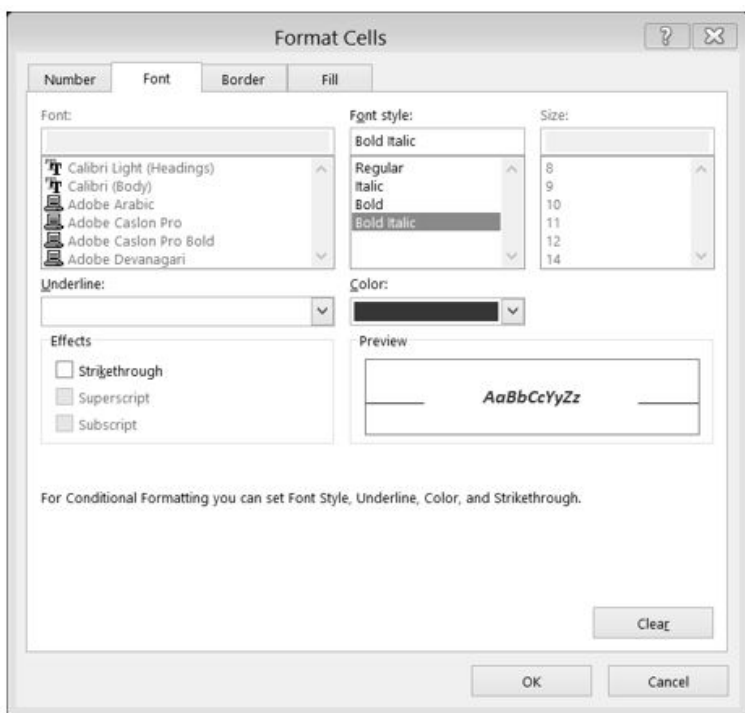 Format Cells
Number Font Border Fill
Font: Font style: Size:
Bold Italic
Calibri Light (Headings) Regular 8
Calibri (Body) Italic 9
Adobe Arabic Bold 10
Adobe Caslon Pro Bold Italic 11
Adobe Caslon Pro Bold 12
Adobe Devanagari 14
Underline: Color:
Effects Preview
Strikethrough
Superscript AaBbCcYyZz
Subscript
For Conditional Formatting you can set Font Style, Underline, Color, and Strikethrough.
Clear
OK Cancel